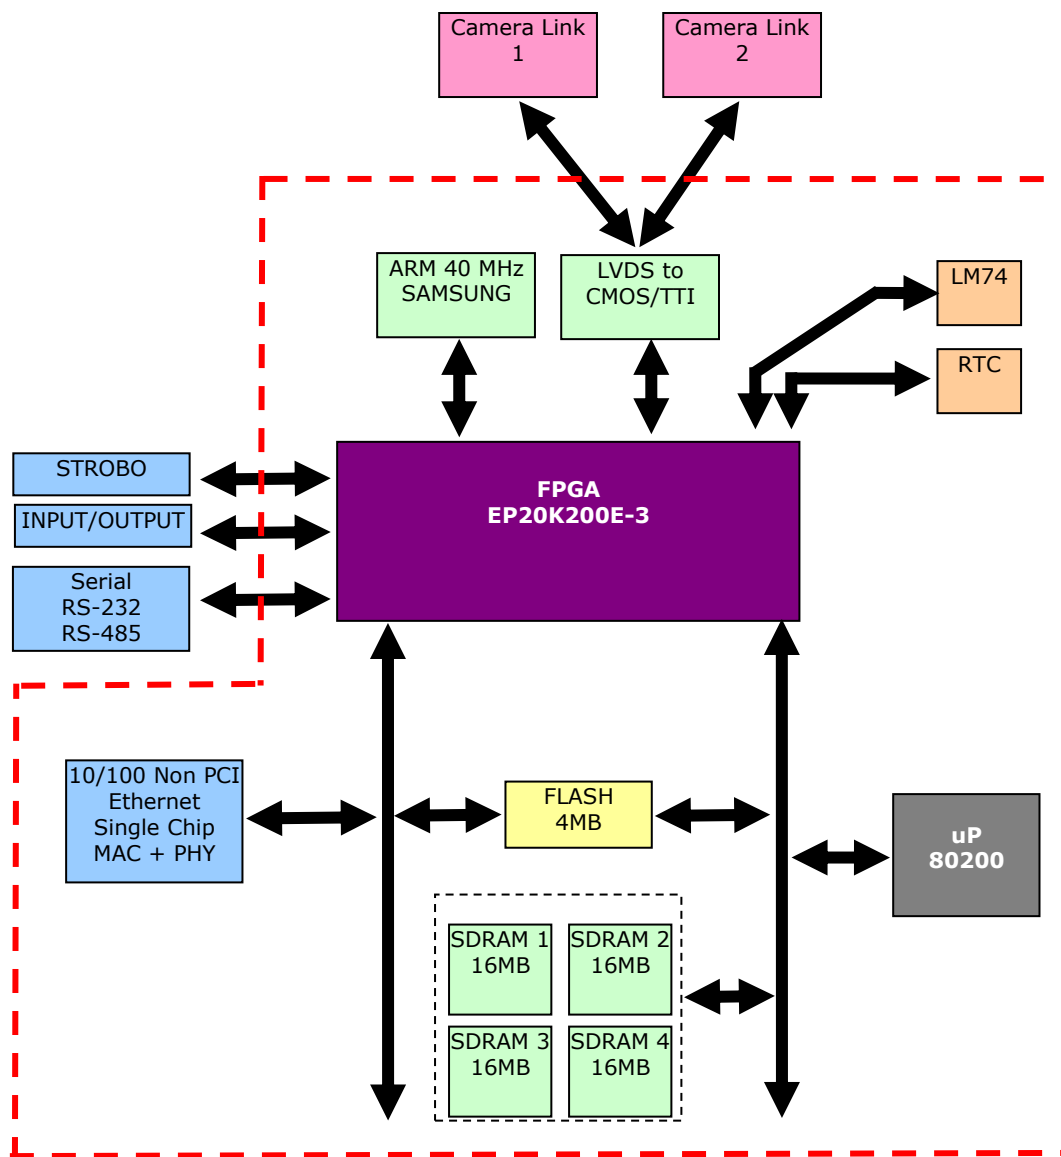 Camera Link
1
Camera Link
2
ARM 40 MHz
SAMSUNG
LVDS to
CMOS/TTI
LM74
RTC
STROBO
INPUT/OUTPUT
Serial
RS-232
RS-485
FPGA
EP20K200E-3
10/100 Non PCI
Ethernet
Single Chip
MAC + PHY
FLASH
4MB
uP
80200
SDRAM 1
16MB
SDRAM 2
16MB
SDRAM 3
16MB
SDRAM 4
16MB